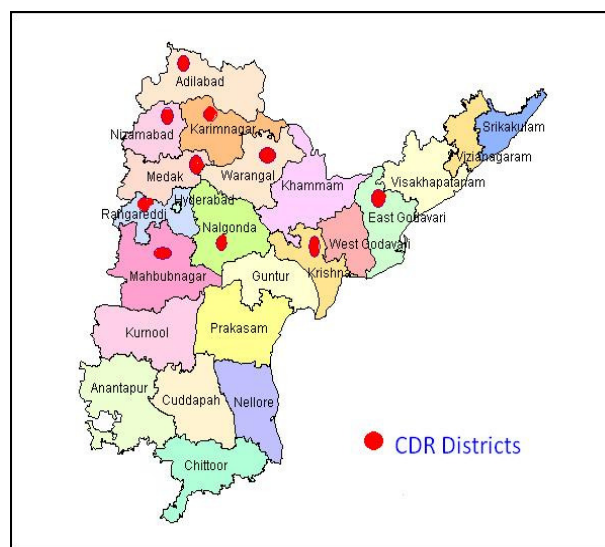 Adilabad
Nizamabad
Karimnagar
Srikakulam
Vizianagaram
Medak
Warangal
Khammam
Visakhapatanam
Hyderabad
Rangareddi
East Godavari
Nalgonda
West Godavari
Krishna
Mahbubnagar
Guntur
Kurnool
Prakasam
Anantapur
Cuddapah
Nellore
Chittoor
CDR Districts